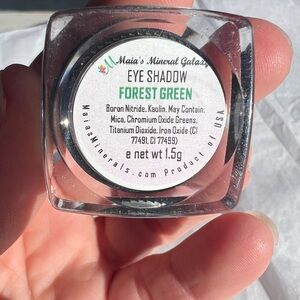 Maia's Mineral Galaxy
EYE SHADOW
FOREST GREEN
Boron Nitride, Kaolin. May Contain:
Mica, Chromium Oxide Greens,
Titanium Dioxide, Iron Oxide (CI
77491, CI 77499)
e net wt 1.5g
MaiasMinerals.com Product of USA